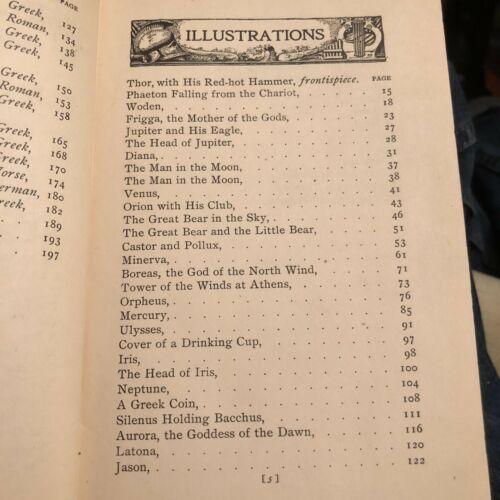 PAGE
Greek, 127
Roman, 134
Greek, 138
Greek, 145
Greek, 150
Roman, 153
Greek, 158
Greek, 165
Greek, 168
Greek, 170
Norse, 174
German, 180
Greek, 182
189
193
197
ILLUSTRATIONS
PAGE
Thor, with His Red-hot Hammer, frontispiece.
Phaeton Falling from the Chariot, 15
Woden, 18
Frigga, the Mother of the Gods, 23
Jupiter and His Eagle, 27
The Head of Jupiter, 28
Diana, 31
The Man in the Moon, 37
The Man in the Moon, 38
Venus, 41
Orion with His Club, 43
The Great Bear in the Sky, 46
The Great Bear and the Little Bear, 51
Castor and Pollux, 53
Minerva, 61
Boreas, the God of the North Wind, 71
Tower of the Winds at Athens, 73
Orpheus, 76
Mercury, 85
Ulysses, 91
Cover of a Drinking Cup, 97
Iris, 98
The Head of Iris, 100
Neptune, 104
A Greek Coin, 108
Silenus Holding Bacchus, 111
Aurora, the Goddess of the Dawn, 116
Latona, 120
Jason, 122
[5]